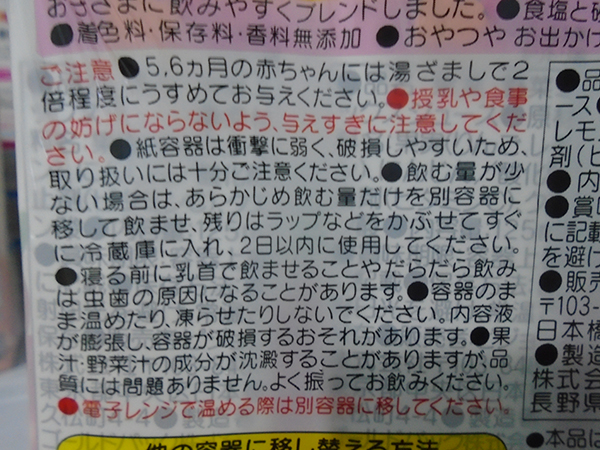 お子さまに飲みやすくブレンドしました。●食塩と砂
●着色料・保存料・香料無添加 ●おやつや お出かけ
ご注意●5,6カ月の赤ちゃんには湯ざましで2
倍程度にうすめてお与えください。●授乳や食事
の妨げにならないよう、与えすぎに注意してくだ
さい。●紙容器は衝撃に弱く、破損しやすいため、
取り扱いには十分ご注意ください。●飲む量が少
ない場合は、あらかじめ飲む量だけを別容器に
移して飲ませ、残りはラップなどをかぶせてすぐ
に冷蔵庫に入れ、2日以内に使用してください。
●寝る前に乳首で飲ませることやだらだら飲み
は虫歯の原因になることがあります。●容器のま
ま温めたり、凍らせたりしないでください。内容液
が膨張し、容器が破損するおそれがあります。●果
汁・野菜汁の成分が沈澱することがありますが、品
質には問題ありません。よく振ってお飲みください。
●電子レンジで温める際は別容器に移してください。
他の容器に移し替える方法
●品
ース●
レモ
剤(ビ
●内
●賞
に記載
を避け
●販売
〒103-
日本橋
●製造
株式会
長野県
●本品は